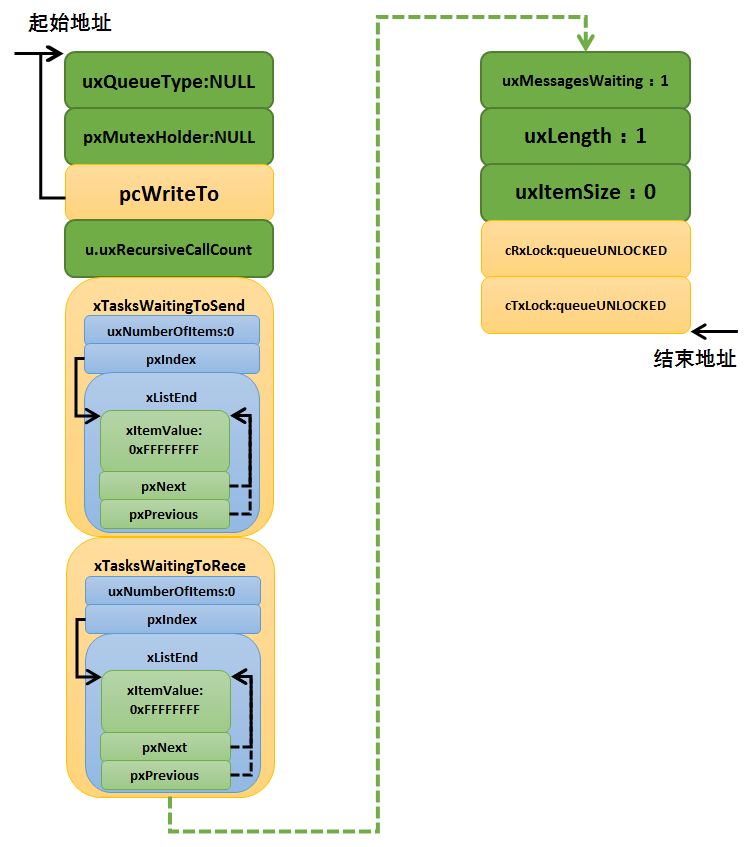 起始地址
uxQueueType:NULL
pxMutexHolder:NULL
pcWriteTo
u.uxRecursiveCallCount
xTasksWaitingToSend
uxNumberOfItems:0
pxIndex
xListEnd
xItemValue:
0xFFFFFFFF
pxNext
pxPrevious
xTasksWaitingToRece
uxNumberOfItems:0
pxIndex
xListEnd
xItemValue:
0xFFFFFFFF
pxNext
pxPrevious
uxMessagesWaiting：1
uxLength：1
uxItemSize：0
cRxLock:queueUNLOCKED
cTxLock:queueUNLOCKED
结束地址